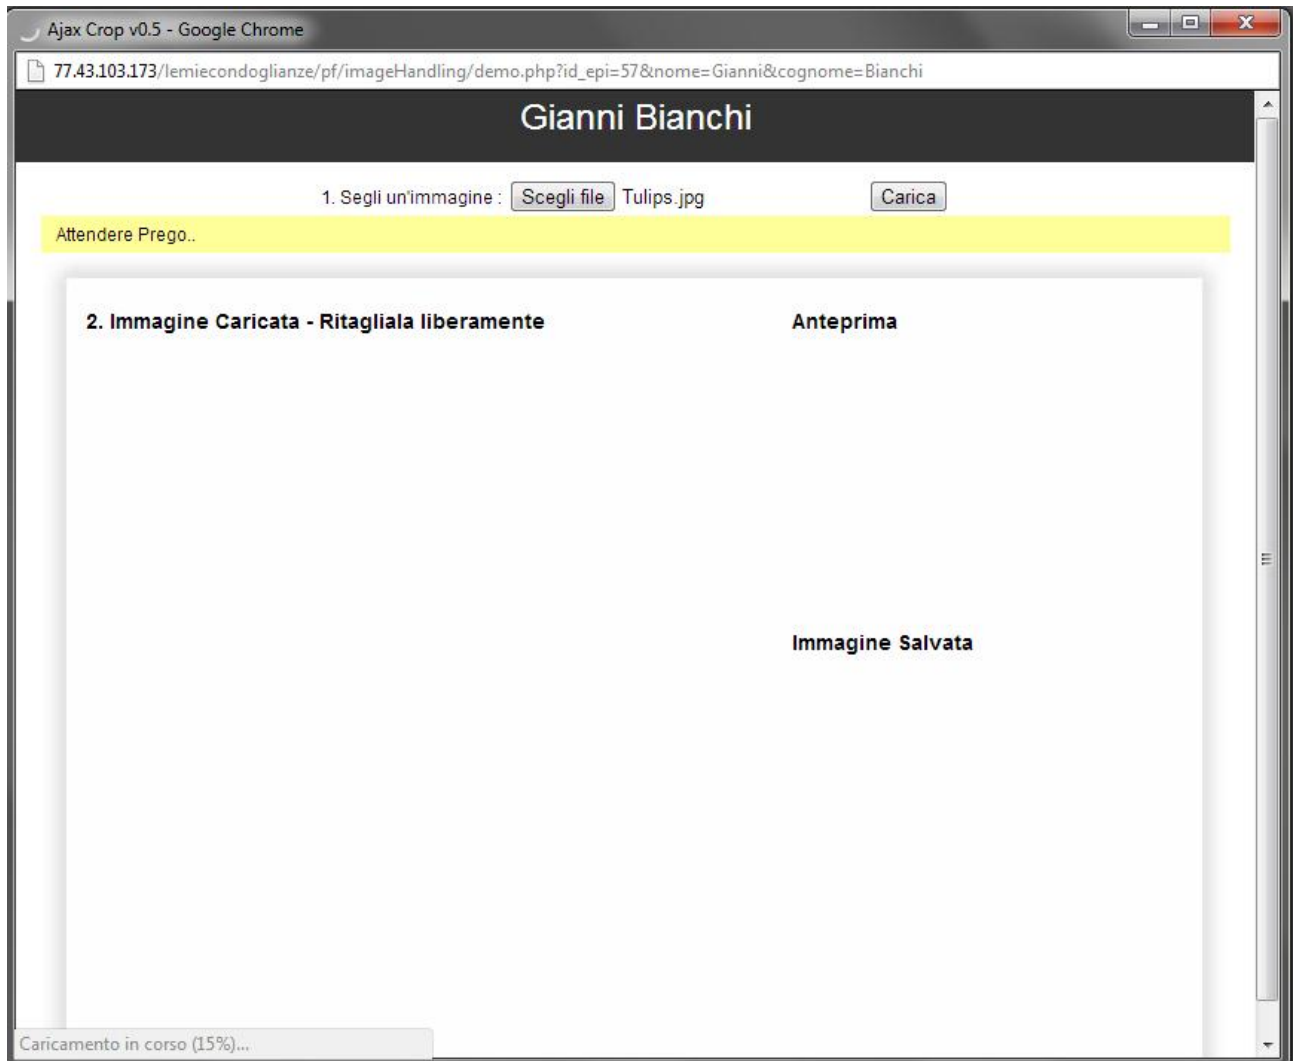 Ajax Crop v0.5 - Google Chrome
77.43.103.173/lemiecondoglianze/pf/imageHandling/demo.php?id_epi=57&nome=Gianni&cognome=Bianchi
Gianni Bianchi
1. Segli un'immagine : Scegli file Tulips.jpg Carica
Attendere Prego..
2. Immagine Caricata - Ritagliala liberamente Anteprima
Immagine Salvata
Caricamento in corso (15%)...